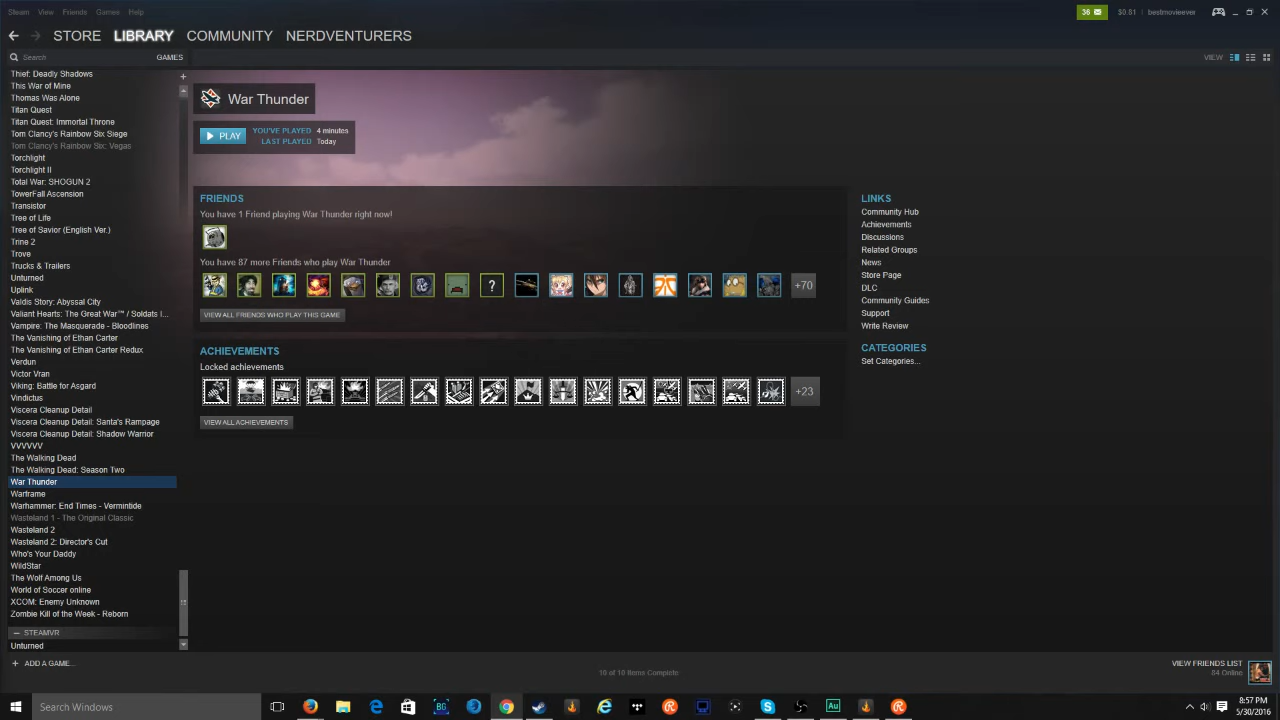 Steam View Friends Games Help
36 $0.81 bestmovieever
STORE LIBRARY COMMUNITY NERDVENTURERS
Search GAMES
VIEW
Thief: Deadly Shadows
This War of Mine
Thomas Was Alone
Titan Quest
Titan Quest: Immortal Throne
Tom Clancy's Rainbow Six Siege
Tom Clancy's Rainbow Six: Vegas
Torchlight
Torchlight II
Total War: SHOGUN 2
TowerFall Ascension
Transistor
Tree of Life
Tree of Savior (English Ver.)
Trine 2
Trove
Trucks & Trailers
Unturned
Uplink
Valdis Story: Abyssal City
Valiant Hearts: The Great War™ / Soldats I...
Vampire: The Masquerade - Bloodlines
The Vanishing of Ethan Carter
The Vanishing of Ethan Carter Redux
Verdun
Victor Vran
Viking: Battle for Asgard
Vindictus
Viscera Cleanup Detail
Viscera Cleanup Detail: Santa's Rampage
Viscera Cleanup Detail: Shadow Warrior
VVVVVV
The Walking Dead
The Walking Dead: Season Two
War Thunder
Warframe
Warhammer: End Times - Vermintide
Wasteland 1 - The Original Classic
Wasteland 2
Wasteland 2: Director's Cut
Who's Your Daddy
WildStar
The Wolf Among Us
World of Soccer online
XCOM: Enemy Unknown
Zombie Kill of the Week - Reborn
STEAMVR
Unturned
ADD A GAME...
War Thunder
PLAY
YOU'VE PLAYED 4 minutes
LAST PLAYED Today
FRIENDS
You have 1 Friend playing War Thunder right now!
You have 87 more Friends who play War Thunder
?
+70
VIEW ALL FRIENDS WHO PLAY THIS GAME
ACHIEVEMENTS
Locked achievements
+23
VIEW ALL ACHIEVEMENTS
LINKS
Community Hub
Achievements
Discussions
Related Groups
News
Store Page
DLC
Community Guides
Support
Write Review
CATEGORIES
Set Categories...
10 of 10 Items Complete
VIEW FRIENDS LIST
84 Online
Search Windows
BG
Au
8:57 PM
5/30/2016